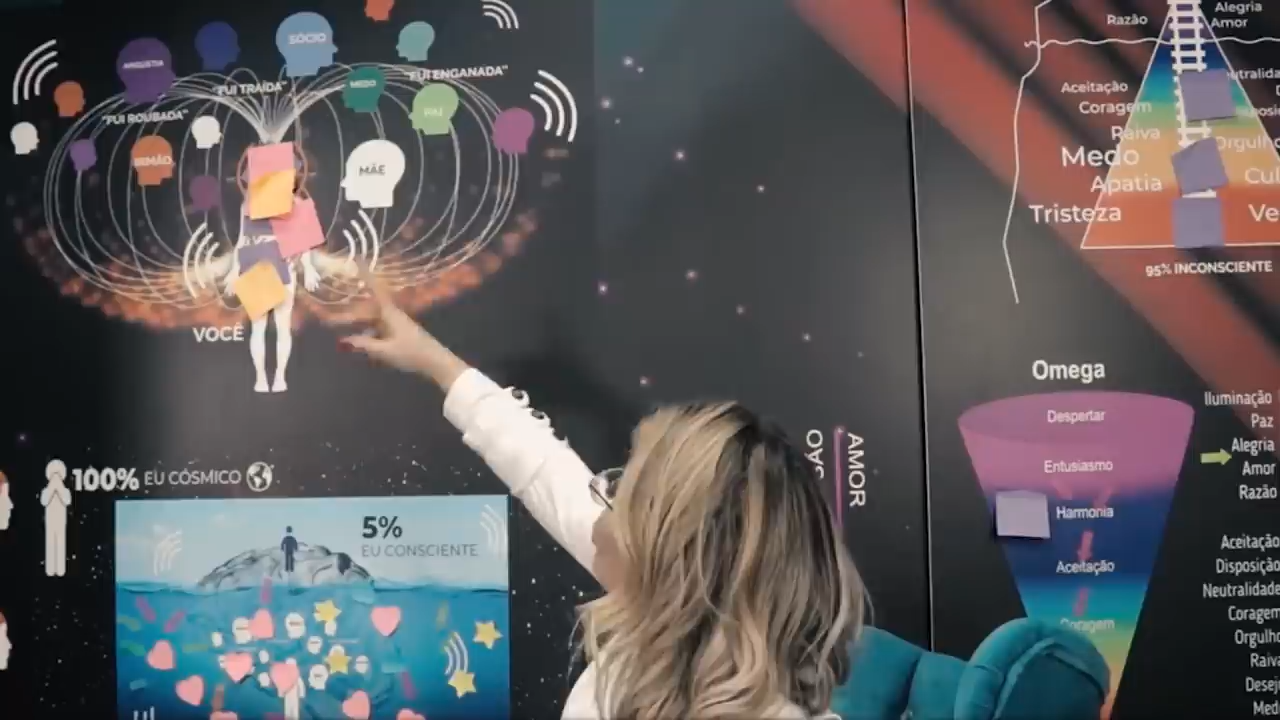 SÓCIO
ANGUSTIA
"FUI TRAÍDA"
MEDO
"FUI ENGANADA"
"FUI ROUBADA"
PAI
IRMÃO
MÃE
VOCÊ
100% EU CÓSMICO
5%
EU CONSCIENTE
AMOR
Razão
Alegria
Amor
Aceitação
Coragem
Raiva
Medo
Apatia
Tristeza
95% INCONSCIENTE
Omega
Despertar
Entusiasmo
Harmonia
Aceitação
Coragem
Iluminação
Paz
Alegria
Amor
Razão
Aceitação
Disposição
Neutralidade
Coragem